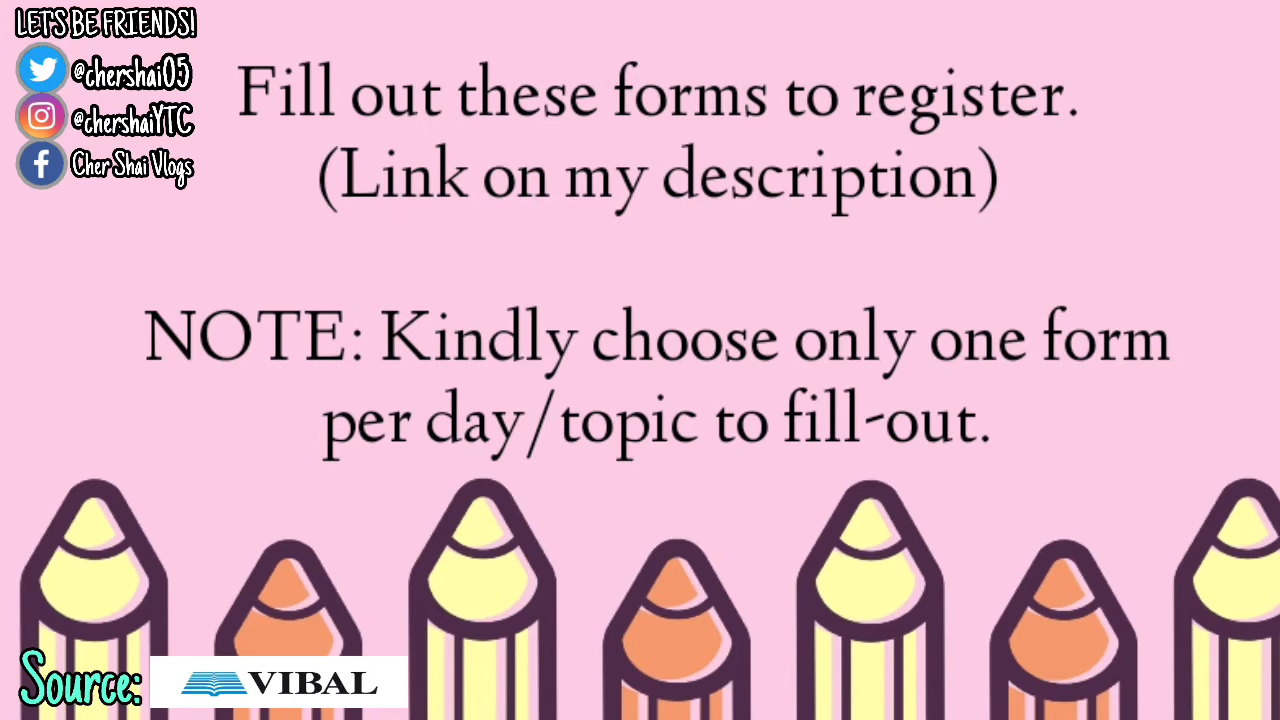 LET'S BE FRIENDS!
@chershai05
@chershaiYTC
Cher Shai Vlogs
Fill out these forms to register.
(Link on my description)
NOTE: Kindly choose only one form
per day/topic to fill-out.
Source: VIBAL